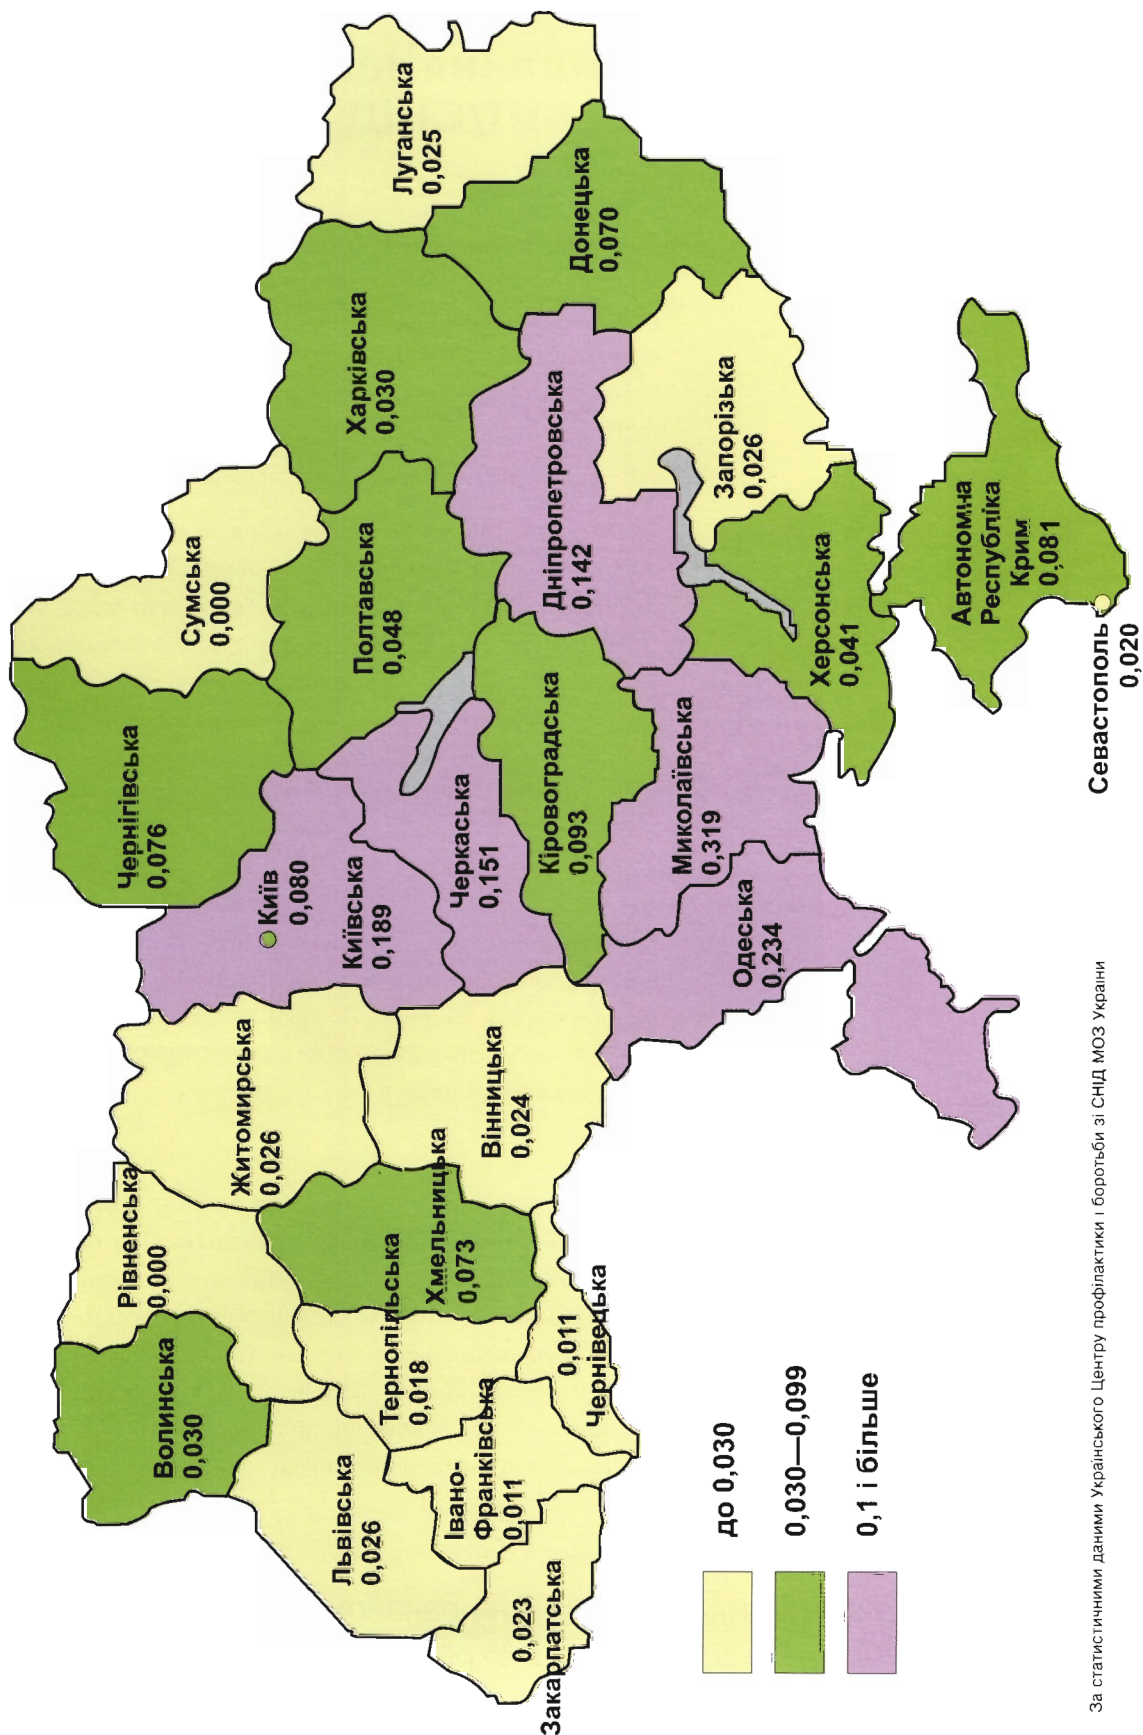 Волинська
0,030
Рівненська
0,000
Житомирська
0,026
Чернігівська
0,076
Сумська
0,000
Київ
0,080
Київська
0,189
Львівська
0,026
Тернопільська
0,018
Хмельницька
0,073
Вінницька
0,024
Черкаська
0,151
Полтавська
0,048
Харківська
0,030
Луганська
0,025
Івано-
Франківська
0,011
Закарпатська
0,023
0,011
Чернівецька
Кіровоградська
0,093
Дніпропетровська
0,142
Донецька
0,070
Одеська
0,234
Миколаївська
0,319
Запорізька
0,026
Херсонська
0,041
Автономна
Республіка
Крим
0,081
Севастополь
0,020
до 0,030
0,030—0,099
0,1 і більше
За статистичними даними Українського Центру профілактики і боротьби зі СНІД МОЗ України